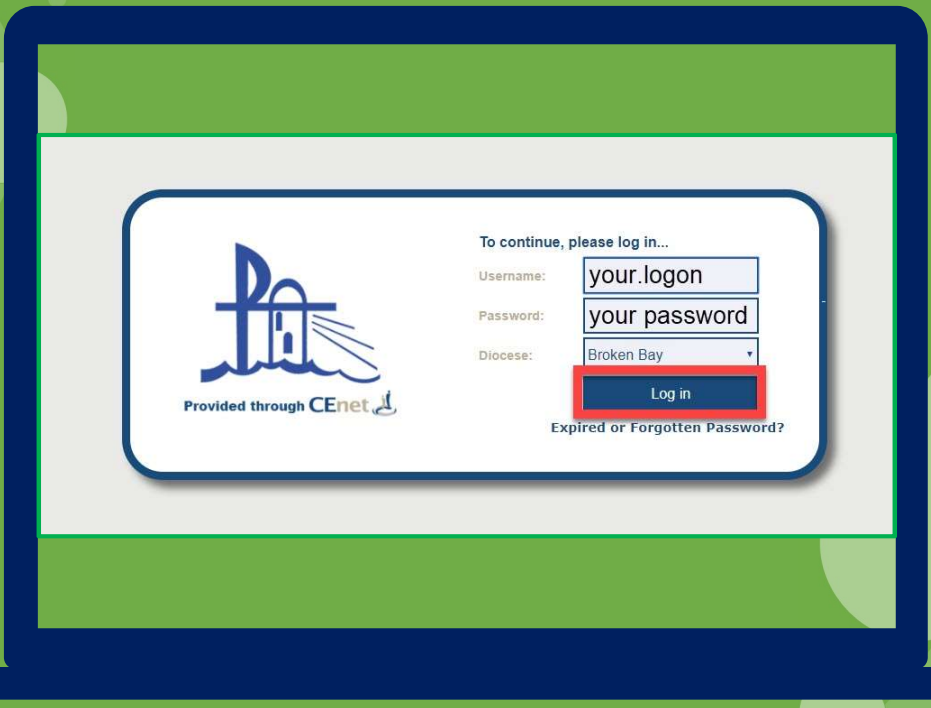 To continue, please log in...
Username: your.logon
Password: your password
Diocese: Broken Bay
Log in
Expired or Forgotten Password?
Provided through CEnet